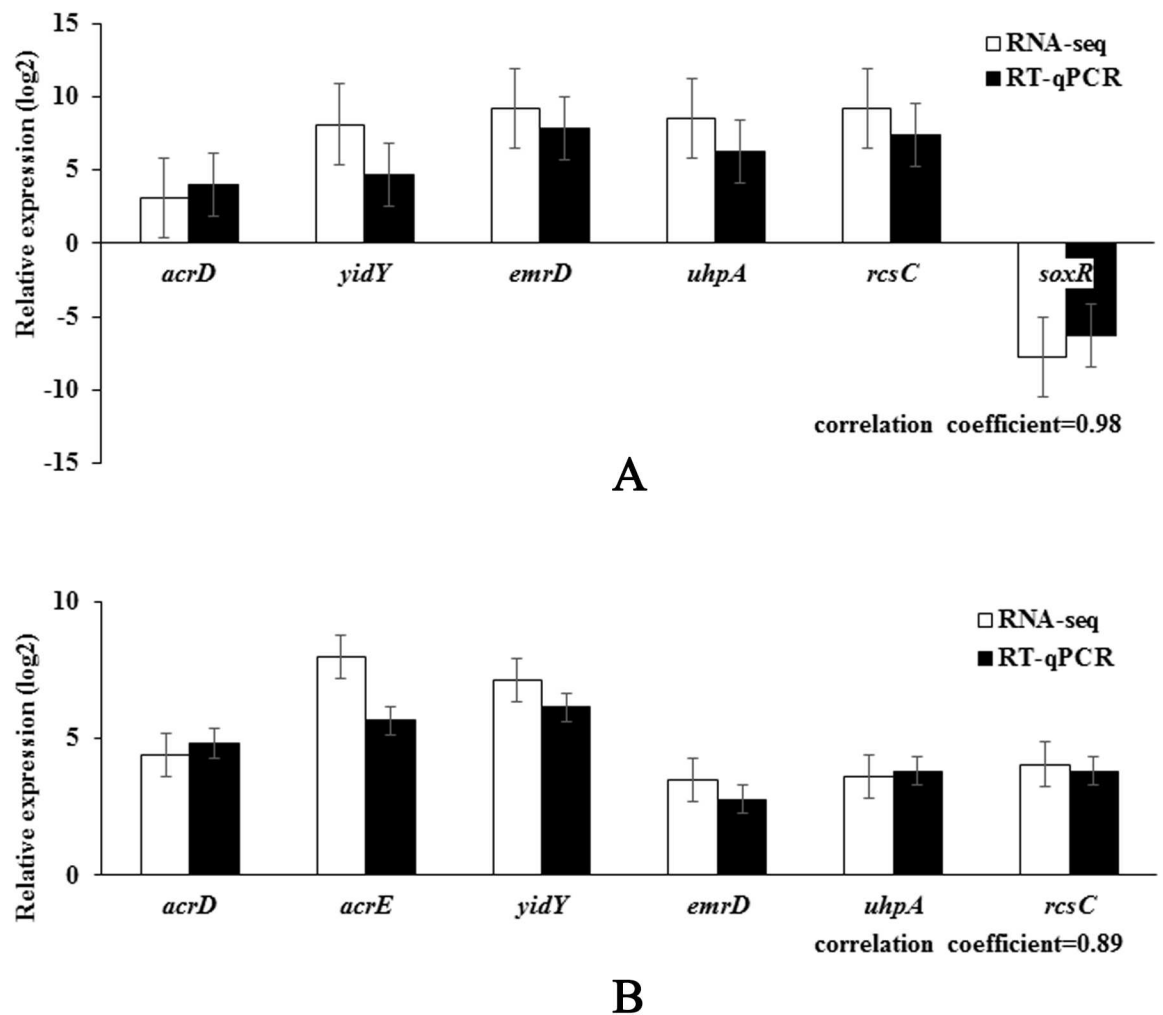 Relative expression (log2)
15
10
5
0
-5
-10
-15
RNA-seq
RT-qPCR
acrD yidY emrD uhpA rcsC soxR
correlation coefficient=0.98
A
Relative expression (log2)
10
5
0
RNA-seq
RT-qPCR
acrD acrE yidY emrD uhpA rcsC
correlation coefficient=0.89
B